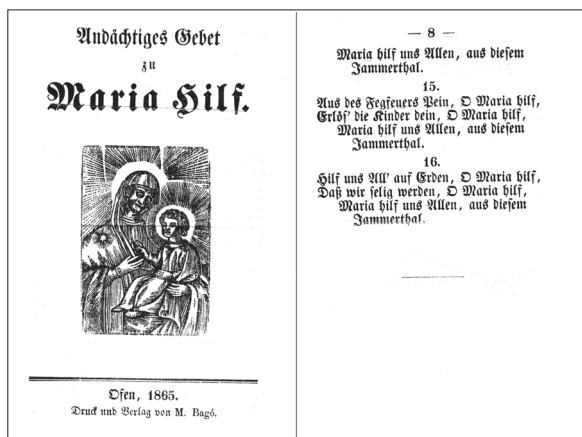 Andächtiges Gebet
zu
Maria Hilf.
Ofen, 1865.
Druck und Verlag von M. Bagó.
— 8 —
Maria hilf uns Allen, aus diesem
Jammerthal.
15.
Aus des Fegfeuers Pein, O Maria hilf,
Erlös' die Kinder dein, O Maria hilf,
Maria hilf uns Allen, aus diesem
Jammerthal.
16.
Hilf uns All' auf Erden, O Maria hilf,
Daß wir selig werden, O Maria hilf,
Maria hilf uns Allen, aus diesem
Jammerthal.